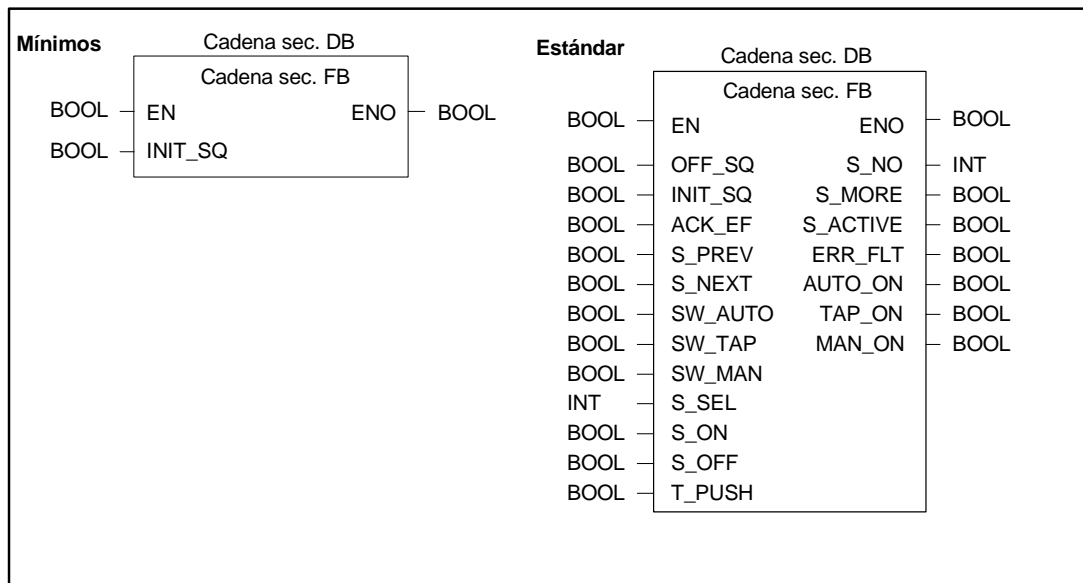 Mínimos
Cadena sec. DB
Cadena sec. FB
BOOL EN ENO BOOL
BOOL INIT_SQ
Estándar
Cadena sec. DB
Cadena sec. FB
BOOL EN ENO BOOL
BOOL OFF_SQ S_NO INT
BOOL INIT_SQ S_MORE BOOL
BOOL ACK_EF S_ACTIVE BOOL
BOOL S_PREV ERR_FLT BOOL
BOOL S_NEXT AUTO_ON BOOL
BOOL SW_AUTO TAP_ON BOOL
BOOL SW_TAP MAN_ON BOOL
BOOL SW_MAN
INT S_SEL
BOOL S_ON
BOOL S_OFF
BOOL T_PUSH